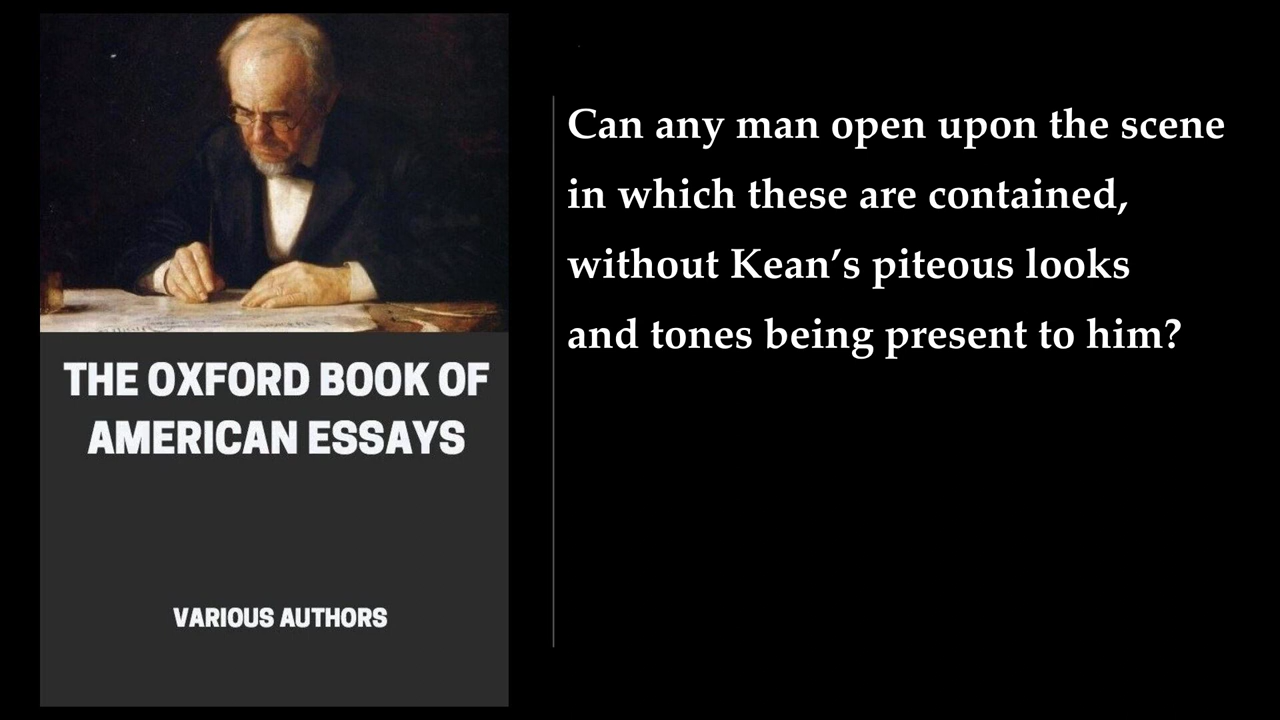 THE OXFORD BOOK OF
AMERICAN ESSAYS
VARIOUS AUTHORS
Can any man open upon the scene
in which these are contained,
without Kean’s piteous looks
and tones being present to him?